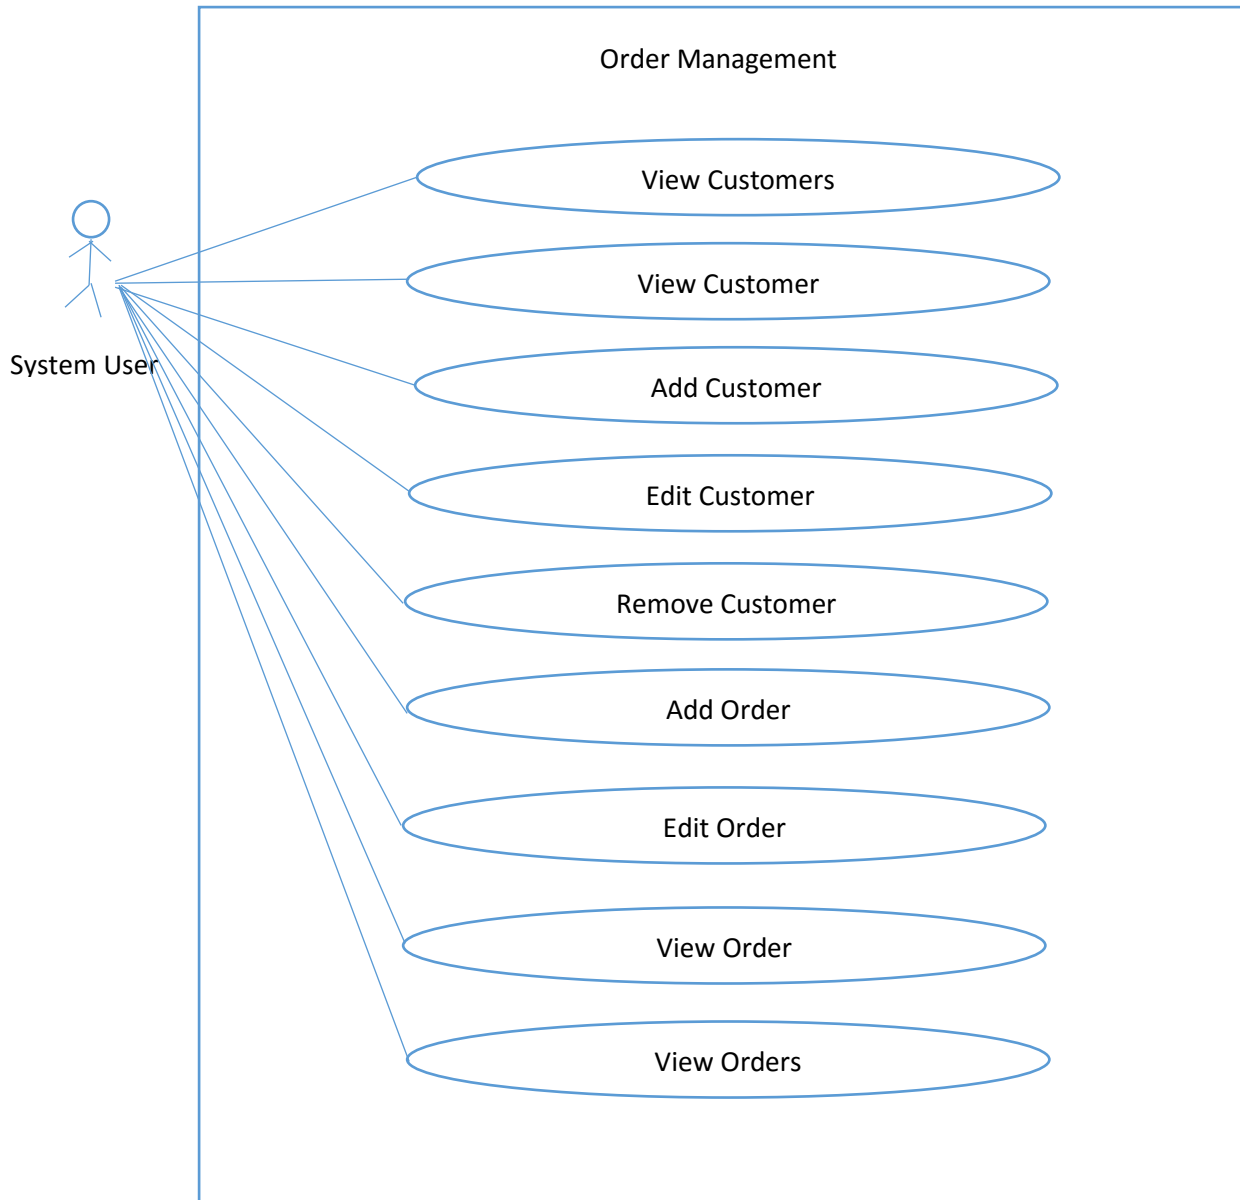 Order Management
View Customers
View Customer
System User
Add Customer
Edit Customer
Remove Customer
Add Order
Edit Order
View Order
View Orders